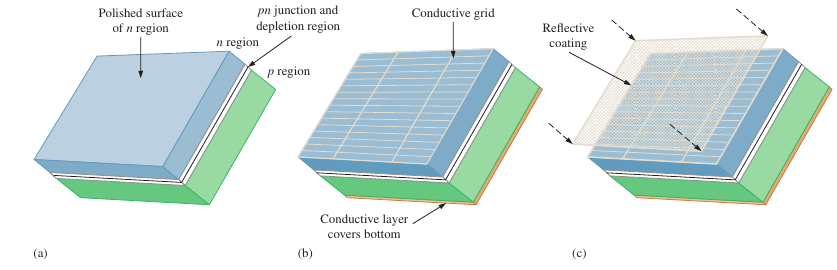 Polished surface
of n region
n region
pn junction and
depletion region
p region
Conductive grid
Conductive layer
covers bottom
Reflective
coating
(a)
(b)
(c)